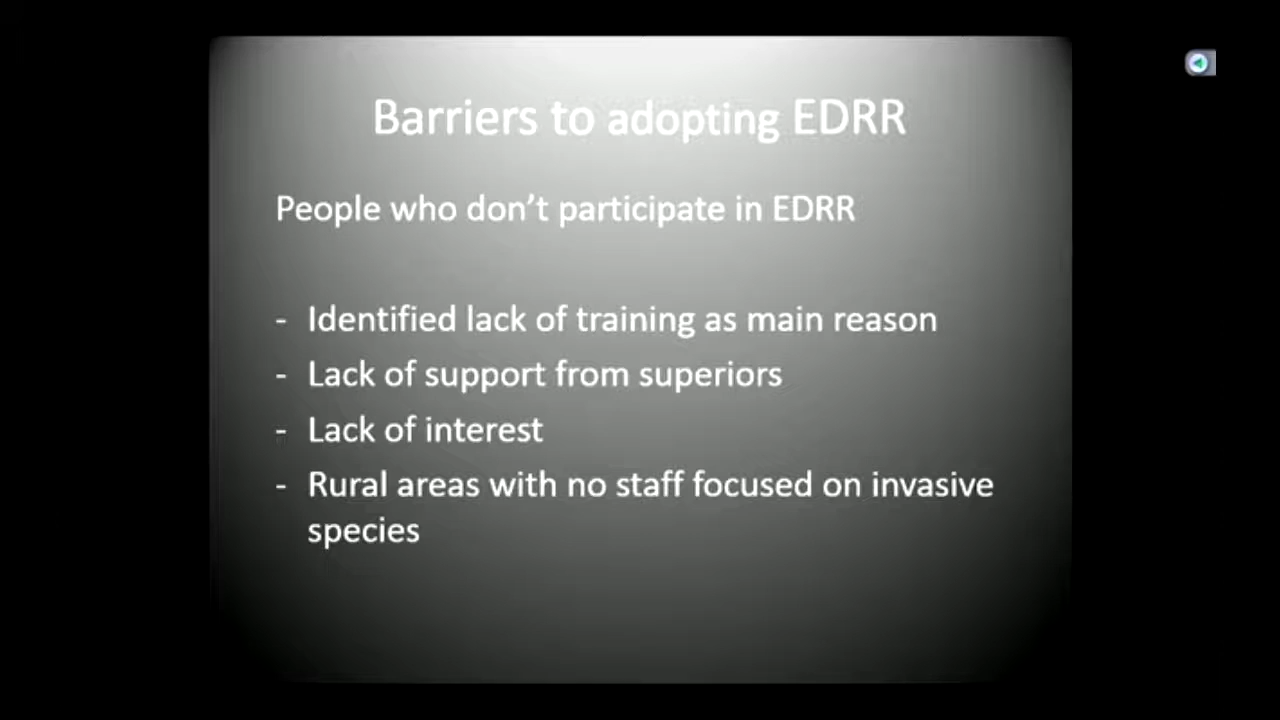 Barriers to adopting EDRR
People who don't participate in EDRR
- Identified lack of training as main reason
- Lack of support from superiors
- Lack of interest
- Rural areas with no staff focused on invasive
species